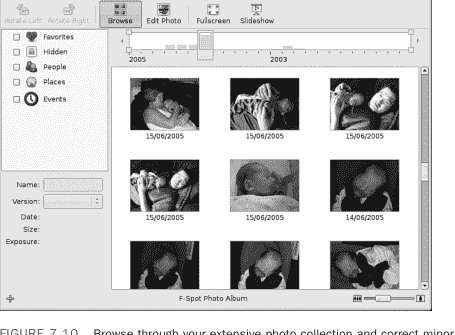 Rotate Left Rotate Right Browse Edit Photo Fullscreen Slideshow
Favorites
Hidden
People
Places
Events
2005 2003
15/06/2005 15/06/2005 15/06/2005
15/06/2005 15/06/2005 14/06/2005
Name:
Version:
Date:
Size:
Exposure:
F-Spot Photo Album
FIGURE 7.10 Browse through your extensive photo collection and correct minor